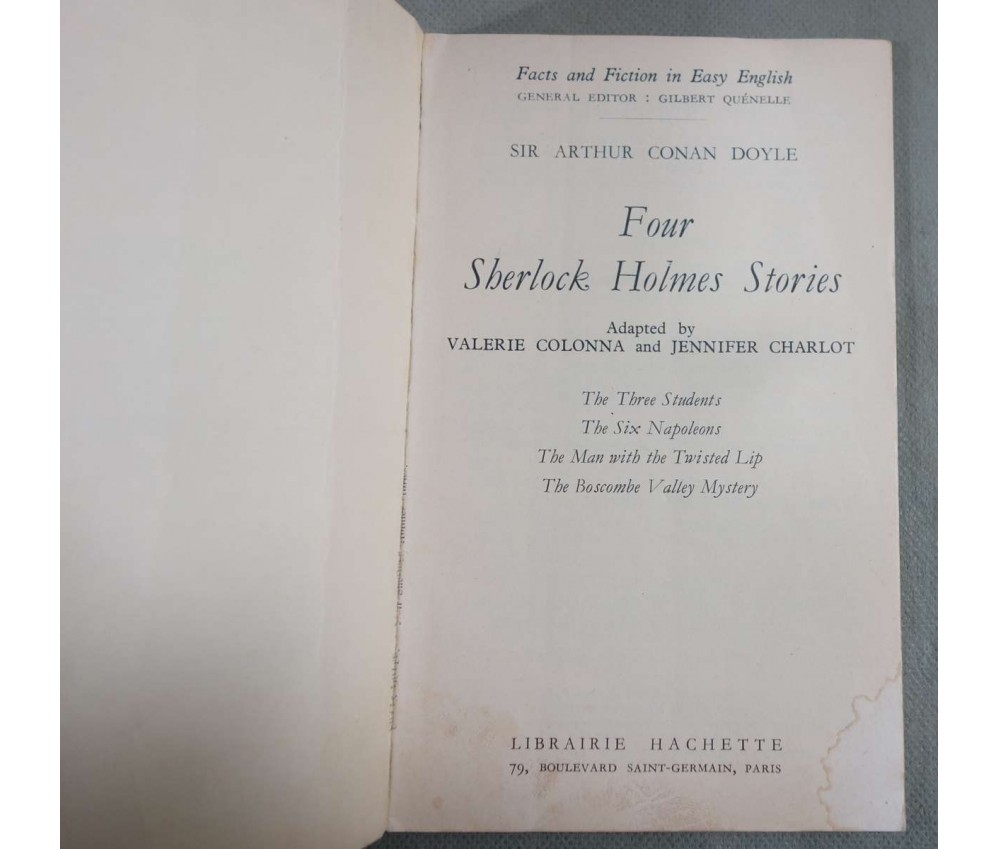 Facts and Fiction in Easy English
GENERAL EDITOR : GILBERT QUÉNELLE
SIR ARTHUR CONAN DOYLE
Four
Sherlock Holmes Stories
Adapted by
VALERIE COLONNA and JENNIFER CHARLOT
The Three Students
The Six Napoleons
The Man with the Twisted Lip
The Boscombe Valley Mystery
LIBRAIRIE HACHETTE
79, BOULEVARD SAINT-GERMAIN, PARIS